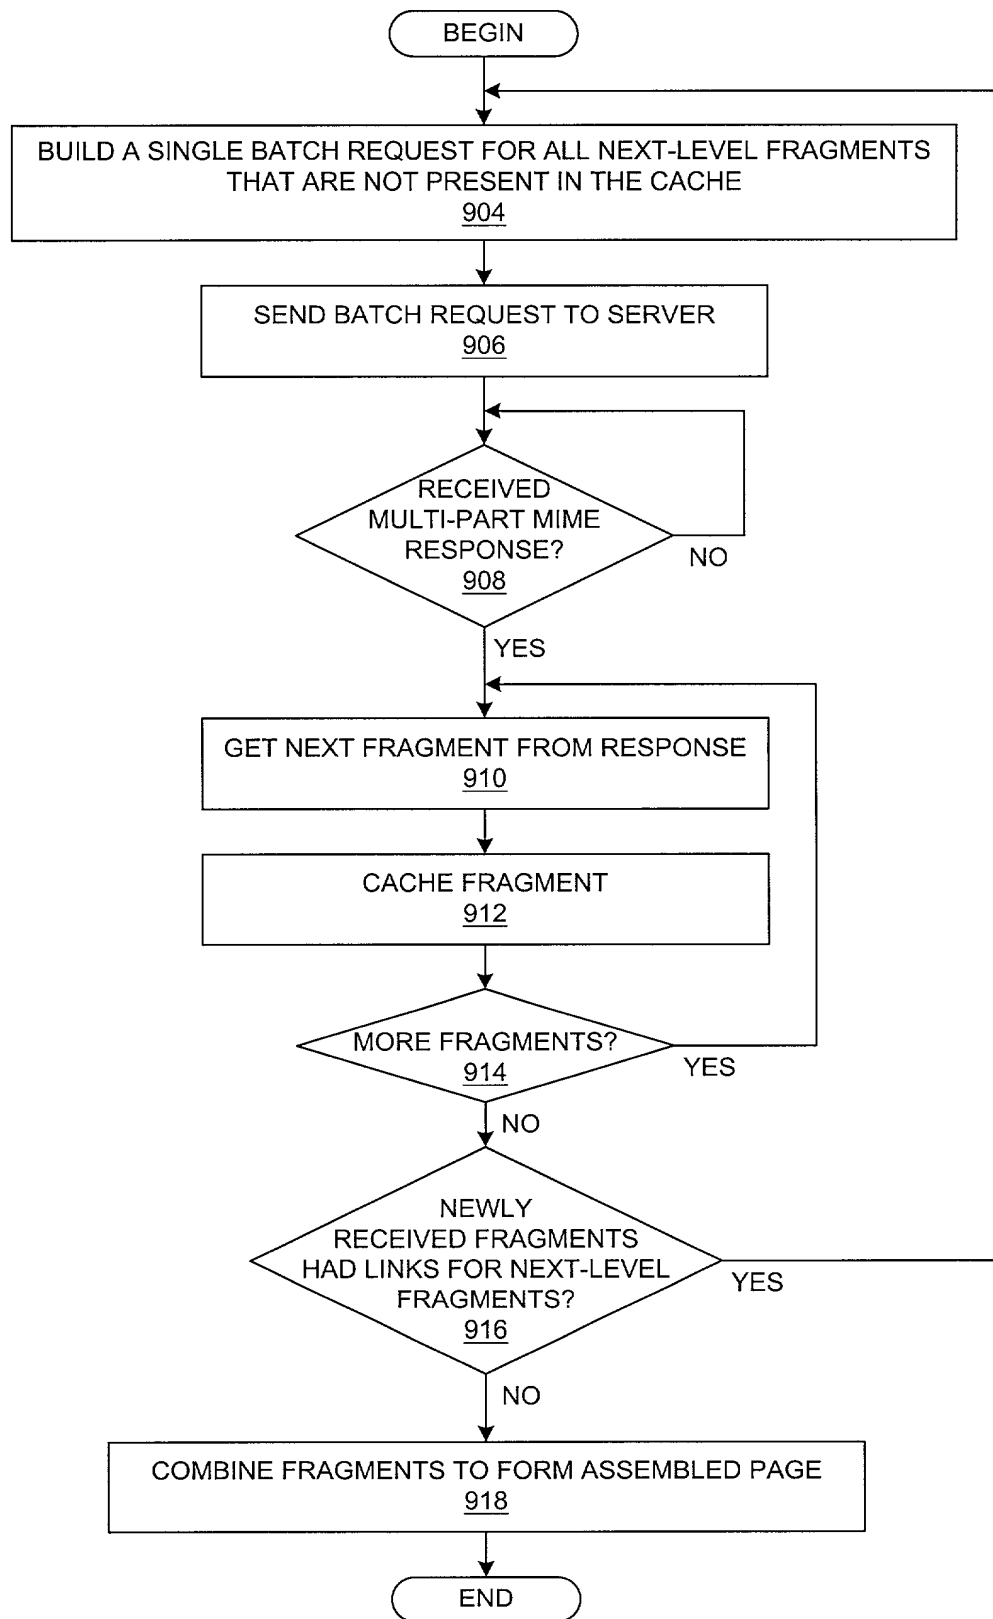 BEGIN
BUILD A SINGLE BATCH REQUEST FOR ALL NEXT-LEVEL FRAGMENTS
THAT ARE NOT PRESENT IN THE CACHE
904
SEND BATCH REQUEST TO SERVER
906
RECEIVED
MULTI-PART MIME
RESPONSE?
908
NO
YES
GET NEXT FRAGMENT FROM RESPONSE
910
CACHE FRAGMENT
912
MORE FRAGMENTS?
914
YES
NO
NEWLY
RECEIVED FRAGMENTS
HAD LINKS FOR NEXT-LEVEL
FRAGMENTS?
916
YES
NO
COMBINE FRAGMENTS TO FORM ASSEMBLED PAGE
918
END